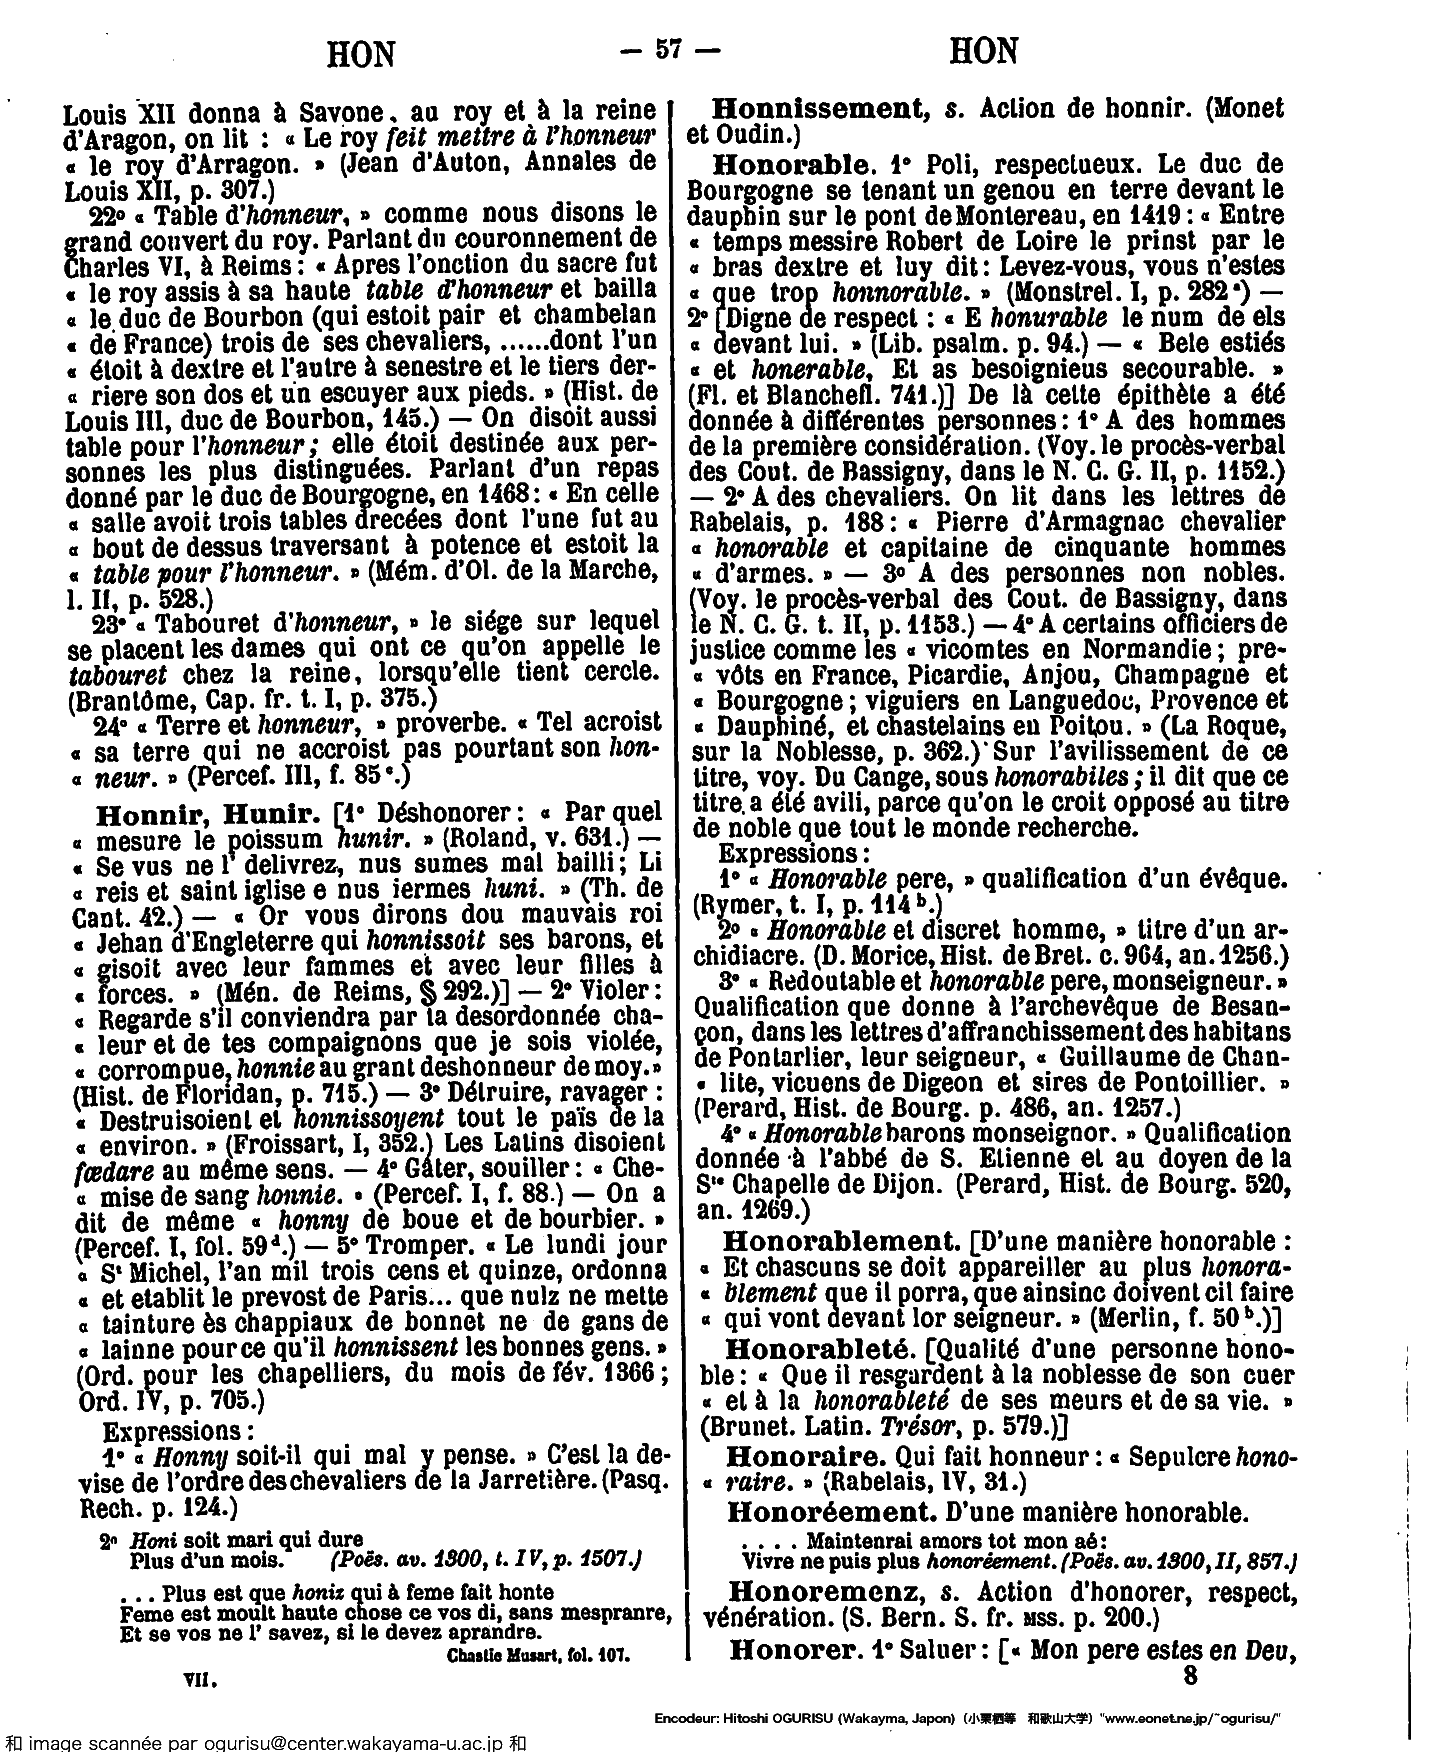 HON — 57 — HON
Louis XII donna à Savone, au roy et à la reine
d'Aragon, on lit : « Le roy feit mettre à l'honneur
« le roy d'Arragon. » (Jean d'Auton, Annales de
Louis XII, p. 307.)
22° « Table d'honneur, » comme nous disons le
grand couvert du roy. Parlant du couronnement de
Charles VI, à Reims : « Apres l'onction du sacre fut
« le roy assis à sa haute table d'honneur et bailla
« le duc de Bourbon (qui estoit pair et chambelan
« de France) trois de ses chevaliers, ......dont l'un
« étoit à dextre et l'autre à senestre et le tiers der-
« riere son dos et un escuyer aux pieds. » (Hist. de
Louis III, duc de Bourbon, 145.) — On disoit aussi
table pour l'honneur ; elle étoit destinée aux per-
sonnes les plus distinguées. Parlant d'un repas
donné par le duc de Bourgogne, en 1468 : « En celle
« salle avoit trois tables drecées dont l'une fut au
« bout de dessus traversant à potence et estoit la
« table pour l'honneur. » (Mém. d'Ol. de la Marche,
l. II, p. 528.)
23° « Tabouret d'honneur, » le siége sur lequel
se placent les dames qui ont ce qu'on appelle le
tabouret chez la reine, lorsqu'elle tient cercle.
(Brantôme, Cap. fr. t. I, p. 375.)
24° « Terre et honneur, » proverbe. « Tel acroist
« sa terre qui ne accroist pas pourtant son hon-
« neur. » (Percef. III, f. 85 c.)
Honnir, Hunir. [1° Déshonorer : « Par quel
« mesure le poissum hunir. » (Roland, v. 631.) —
« Se vus ne l' delivrez, nus sumes mal bailli ; Li
« reis et saint iglise e nus iermes huni. » (Th. de
Cant. 42.) — « Or vous dirons dou mauvais roi
« Jehan d'Engleterre qui honnissoit ses barons, et
« gisoit avec leur fammes et avec leur filles à
« forces. » (Mén. de Reims, § 292.)] — 2° Violer :
« Regarde s'il conviendra par ta desordonnée cha-
« leur et de tes compaignons que je sois violée,
« corrompue, honnie au grant deshonneur de moy.»
(Hist. de Floridan, p. 715.) — 3° Détruire, ravager :
« Destruisoient et honnissoyent tout le païs de la
« environ. » (Froissart, I, 352.) Les Latins disoient
fœdare au même sens. — 4° Gâter, souiller : « Che-
« mise de sang honnie. » (Percef. I, f. 88.) — On a
dit de même « honny de boue et de bourbier. »
(Percef. I, fol. 59 d.) — 5° Tromper. « Le lundi jour
« St Michel, l'an mil trois cens et quinze, ordonna
« et etablit le prevost de Paris... que nulz ne mette
« tainture ès chappiaux de bonnet ne de gans de
« lainne pour ce qu'il honnissent les bonnes gens. »
(Ord. pour les chapelliers, du mois de fév. 1366 ;
Ord. IV, p. 705.)
Expressions :
1° « Honny soit-il qui mal y pense. » C'est la de-
vise de l'ordre des chevaliers de la Jarretière. (Pasq.
Rech. p. 124.)
2° Honi soit mari qui dure
Plus d'un mois. (Poës. av. 1300, t. IV, p. 1507.)
... Plus est que honiz qui à feme fait honte
Feme est moult haute chose ce vos di, sans mespranre,
Et se vos ne l' savez, si le devez aprandre.
Chastie Musart, fol. 107.
VII.
Honnissement, s. Action de honnir. (Monet
et Oudin.)
Honorable. 1° Poli, respectueux. Le duc de
Bourgogne se tenant un genou en terre devant le
dauphin sur le pont de Montereau, en 1419 : « Entre
« temps messire Robert de Loire le prinst par le
« bras dextre et luy dit : Levez-vous, vous n'estes
« que trop honnorable. » (Monstrel. I, p. 282 a) —
2° [Digne de respect : « E honurable le num de els
« devant lui. » (Lib. psalm. p. 94.) — « Bele estiés
« et honerable, Et as besoignieus secourable. »
(Fl. et Blanchefl. 741.)] De là cette épithète a été
donnée à différentes personnes : 1° A des hommes
de la première considération. (Voy. le procès-verbal
des Cout. de Bassigny, dans le N. C. G. II, p. 1152.)
— 2° A des chevaliers. On lit dans les lettres de
Rabelais, p. 188 : « Pierre d'Armagnac chevalier
« honorable et capitaine de cinquante hommes
« d'armes. » — 3° A des personnes non nobles.
(Voy. le procès-verbal des Cout. de Bassigny, dans
le N. C. G. t. II, p. 1153.) — 4° A certains officiers de
justice comme les « vicomtes en Normandie ; pre-
« vôts en France, Picardie, Anjou, Champagne et
« Bourgogne ; viguiers en Languedoc, Provence et
« Dauphiné, et chastelains en Poitou. » (La Roque,
sur la Noblesse, p. 362.) Sur l'avilissement de ce
titre, voy. Du Cange, sous honorabiles ; il dit que ce
titre a été avili, parce qu'on le croit opposé au titre
de noble que tout le monde recherche.
Expressions :
1° « Honorable pere, » qualification d'un évêque.
(Rymer, t. I, p. 114 b.)
2° « Honorable et discret homme, » titre d'un ar-
chidiacre. (D. Morice, Hist. de Bret. c. 964, an. 1256.)
3° « Redoutable et honorable pere, monseigneur. »
Qualification que donne à l'archevêque de Besan-
çon, dans les lettres d'affranchissement des habitans
de Pontarlier, leur seigneur, « Guillaume de Chan-
« lite, vicuens de Digeon et sires de Pontoillier. »
(Perard, Hist. de Bourg. p. 486, an. 1257.)
4° « Honorable barons monseignor. » Qualification
donnée à l'abbé de S. Etienne et au doyen de la
Ste Chapelle de Dijon. (Perard, Hist. de Bourg. 520,
an. 1269.)
Honorablement. [D'une manière honorable :
« Et chascuns se doit appareiller au plus honora-
« blement que il porra, que ainsinc doivent cil faire
« qui vont devant lor seigneur. » (Merlin, f. 50 b.)]
Honorableté. [Qualité d'une personne hono-
ble : « Que il resgardent à la noblesse de son cuer
« et à la honorableté de ses meurs et de sa vie. »
(Brunet. Latin. Trésor, p. 579.)]
Honoraire. Qui fait honneur : « Sepulcre hono-
« raire. » (Rabelais, IV, 31.)
Honoréement. D'une manière honorable.
. . . . Maintenrai amors tot mon aé :
Vivre ne puis plus honoréement. (Poës. av. 1300, II, 857.)
Honoremenz, s. Action d'honorer, respect,
vénération. (S. Bern. S. fr. MSS. p. 200.)
Honorer. 1° Saluer : [« Mon pere estes en Deu,
8
Encodeur: Hitoshi OGURISU (Wakayma, Japon) (小栗栖等 和歌山大学) "www.eonet.ne.jp/~ogurisu/"
和 image scannée par ogurisu@center.wakayama-u.ac.jp 和